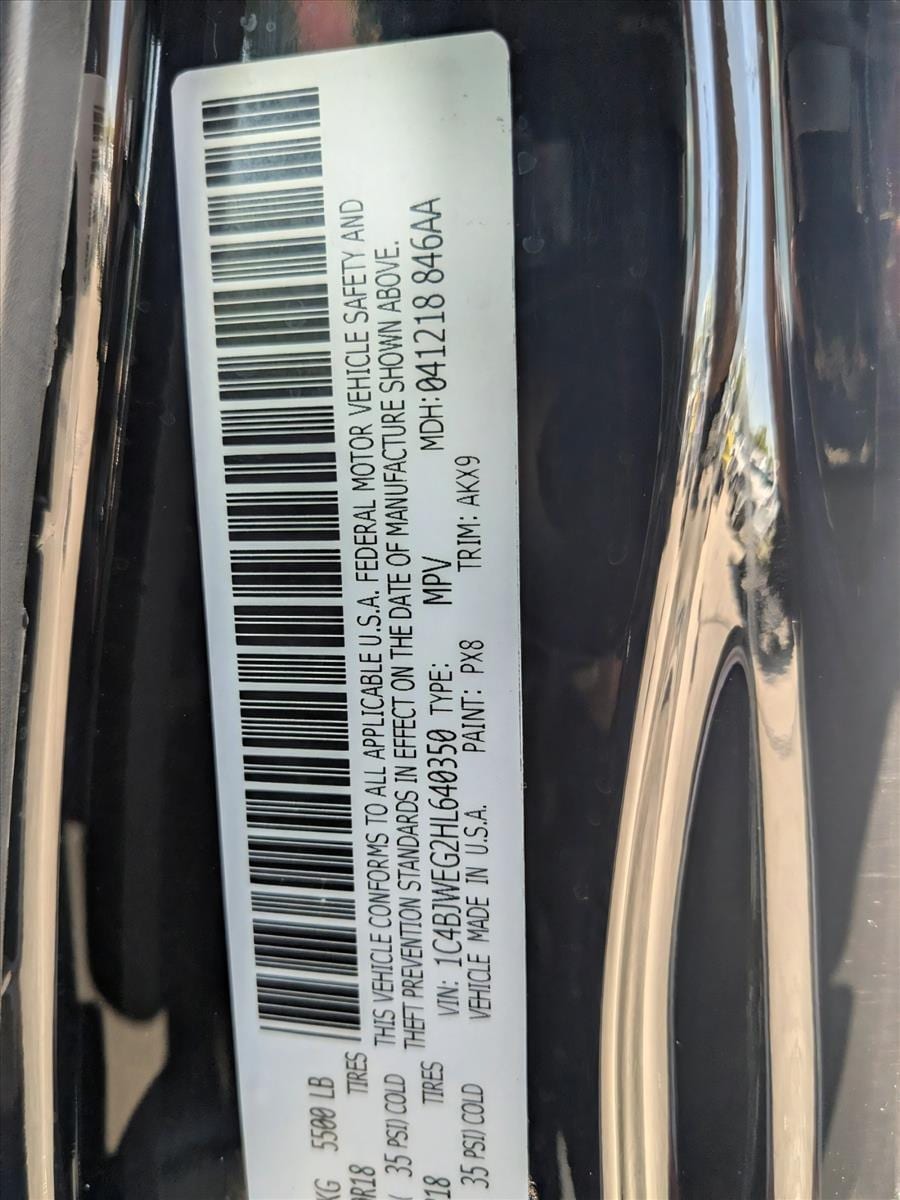 KG 5500 LB
0R18 TIRES
35 PSI) COLD
R18 TIRES
35 PSI) COLD
THIS VEHICLE CONFORMS TO ALL APPLICABLE U.S.A. FEDERAL MOTOR VEHICLE SAFETY AND
THEFT PREVENTION STANDARDS IN EFFECT ON THE DATE OF MANUFACTURE SHOWN ABOVE.
VIN: 1C4BJWEG2HL640350 TYPE: MPV MDH:041218 846AA
VEHICLE MADE IN U.S.A. PAINT: PX8 TRIM: AKX9